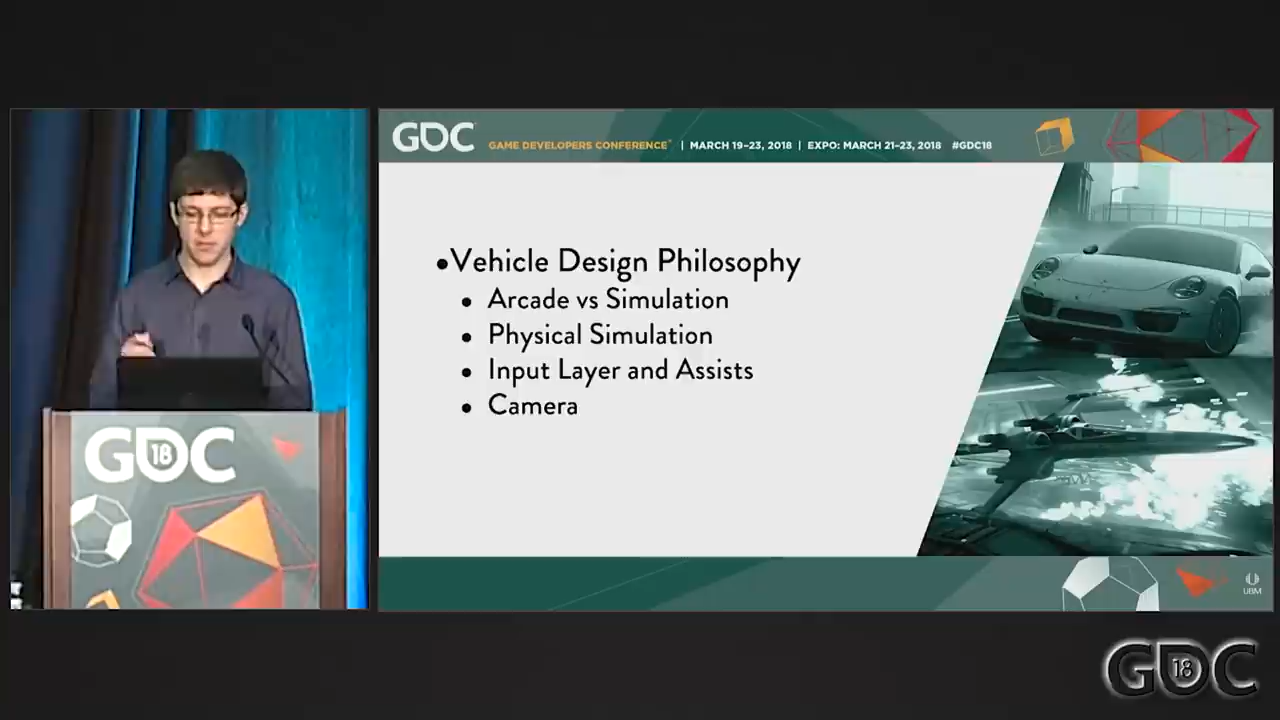 GDC GAME DEVELOPERS CONFERENCE | MARCH 19–23, 2018 | EXPO: MARCH 21–23, 2018 #GDC18
•Vehicle Design Philosophy
• Arcade vs Simulation
• Physical Simulation
• Input Layer and Assists
• Camera
GDC 18
UBM
GDC 18